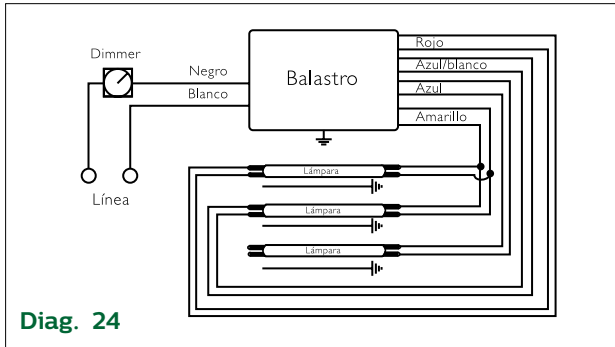 Dimmer
Negro
Blanco
Línea
Balastro
Rojo
Azul/blanco
Azul
Amarillo
Lámpara
Lámpara
Lámpara
Diag. 24